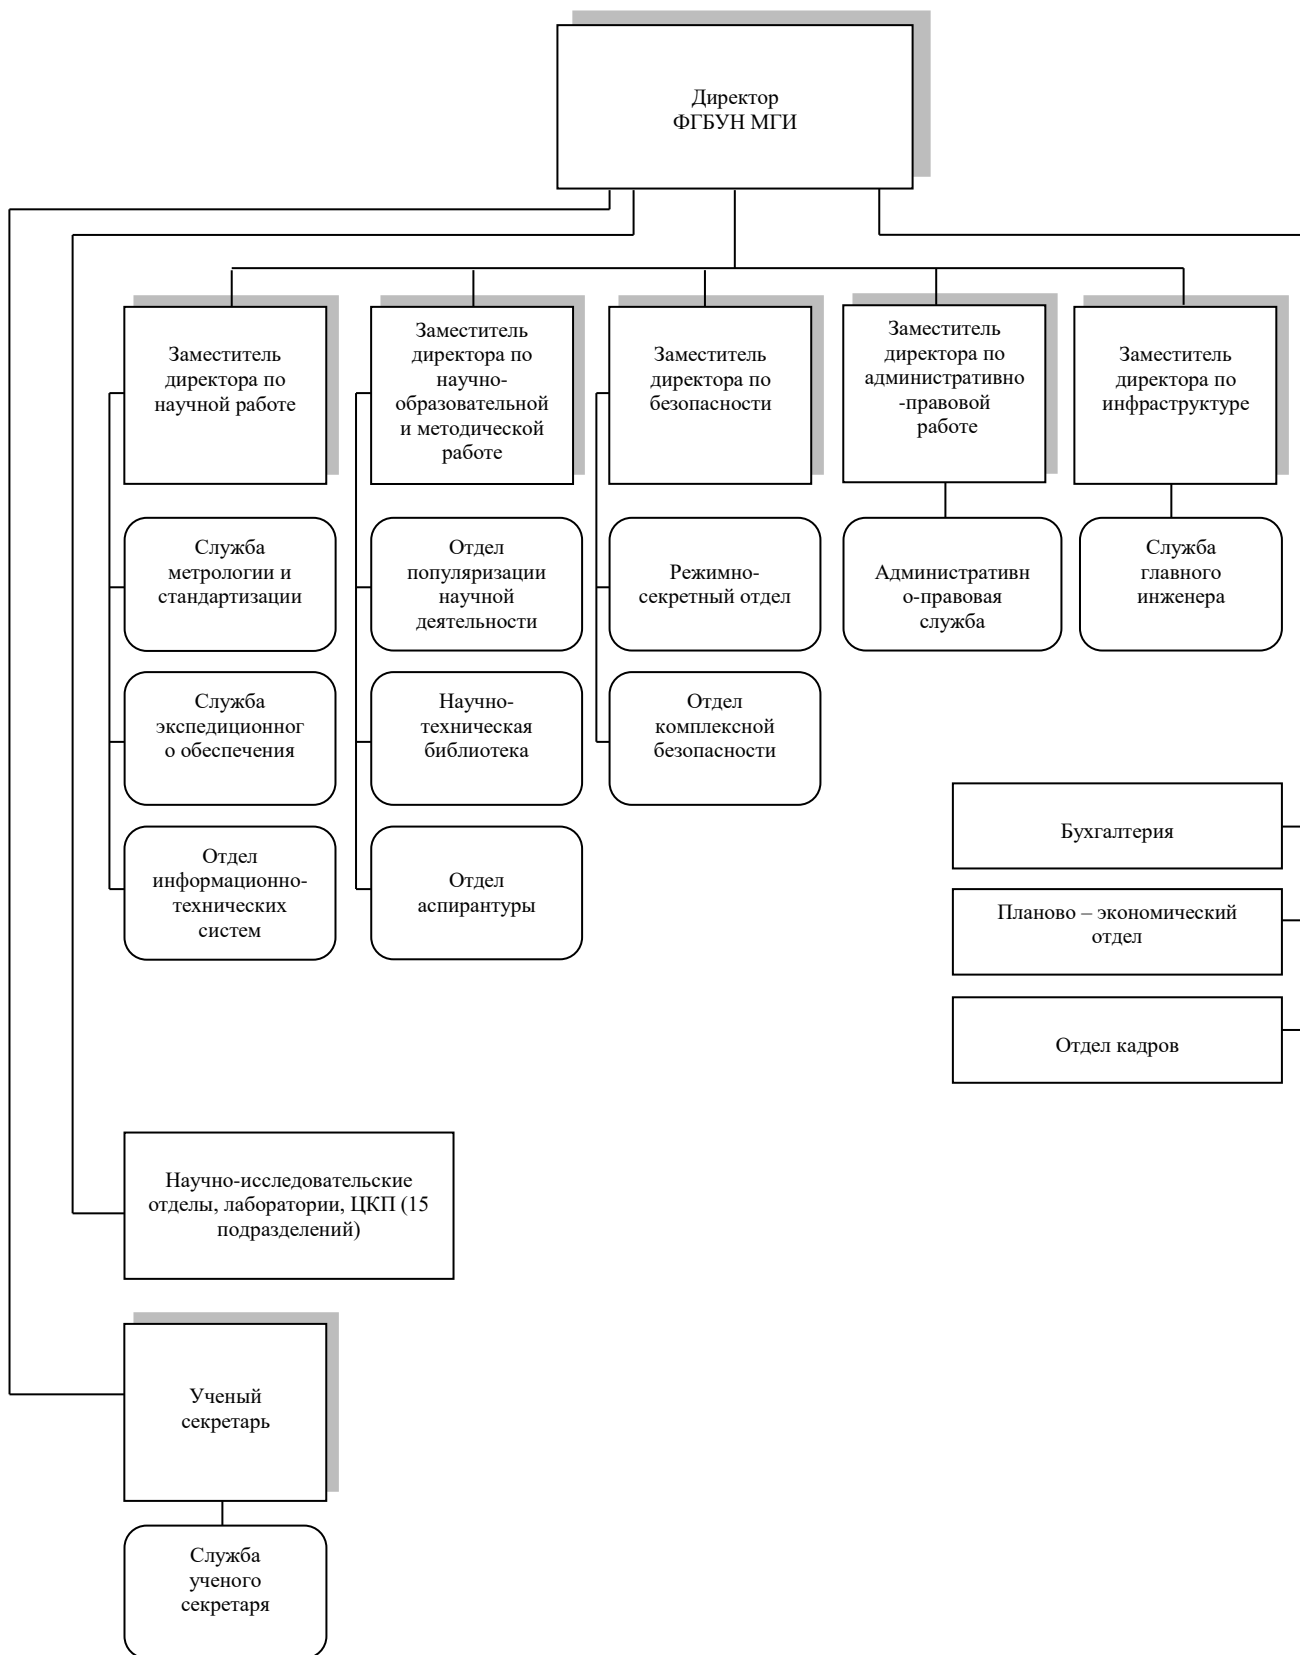 Директор
ФГБУН МГИ
Заместитель
директора по
научной работе
Заместитель
директора по
научно-
образовательной
и методической
работе
Заместитель
директора по
безопасности
Заместитель
директора по
административно
-правовой
работе
Заместитель
директора по
инфраструктуре
Служба
метрологии и
стандартизации
Отдел
популяризации
научной
деятельности
Режимно-
секретный отдел
Административн
о-правовая
служба
Служба
главного
инженера
Служба
экспедиционног
о обеспечения
Научно-
техническая
библиотека
Отдел
комплексной
безопасности
Бухгалтерия
Отдел
информационно-
технических
систем
Отдел
аспирантуры
Планово – экономический
отдел
Отдел кадров
Научно-исследовательские
отделы, лаборатории, ЦКП (15
подразделений)
Ученый
секретарь
Служба
ученого
секретаря